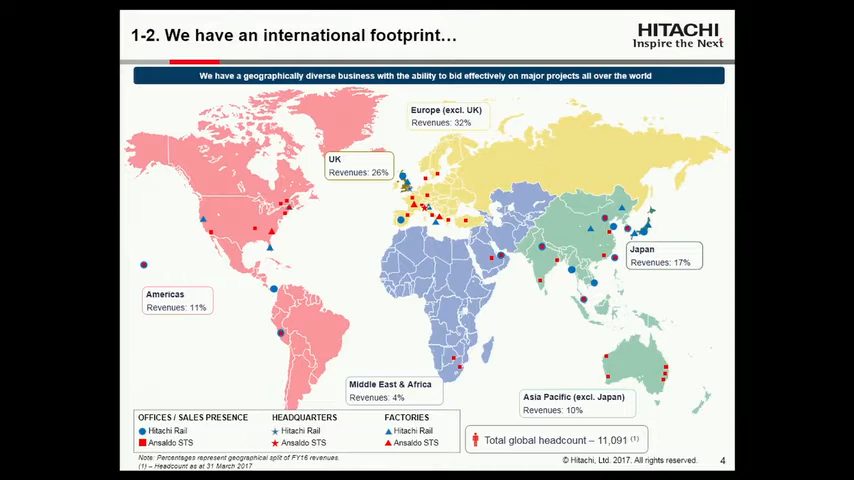 1-2. We have an international footprint…
HITACHI
Inspire the Next
We have a geographically diverse business with the ability to bid effectively on major projects all over the world
Europe (excl. UK)
Revenues: 32%
UK
Revenues: 26%
Japan
Revenues: 17%
Americas
Revenues: 11%
Middle East & Africa
Revenues: 4%
Asia Pacific (excl. Japan)
Revenues: 10%
OFFICES / SALES PRESENCE HEADQUARTERS FACTORIES
Hitachi Rail Hitachi Rail Hitachi Rail
Ansaldo STS Ansaldo STS Ansaldo STS
Total global headcount – 11,091 (1)
Note: Percentages represent geographical split of FY16 revenues.
(1) – Headcount as at 31 March 2017
© Hitachi, Ltd. 2017. All rights reserved. 4